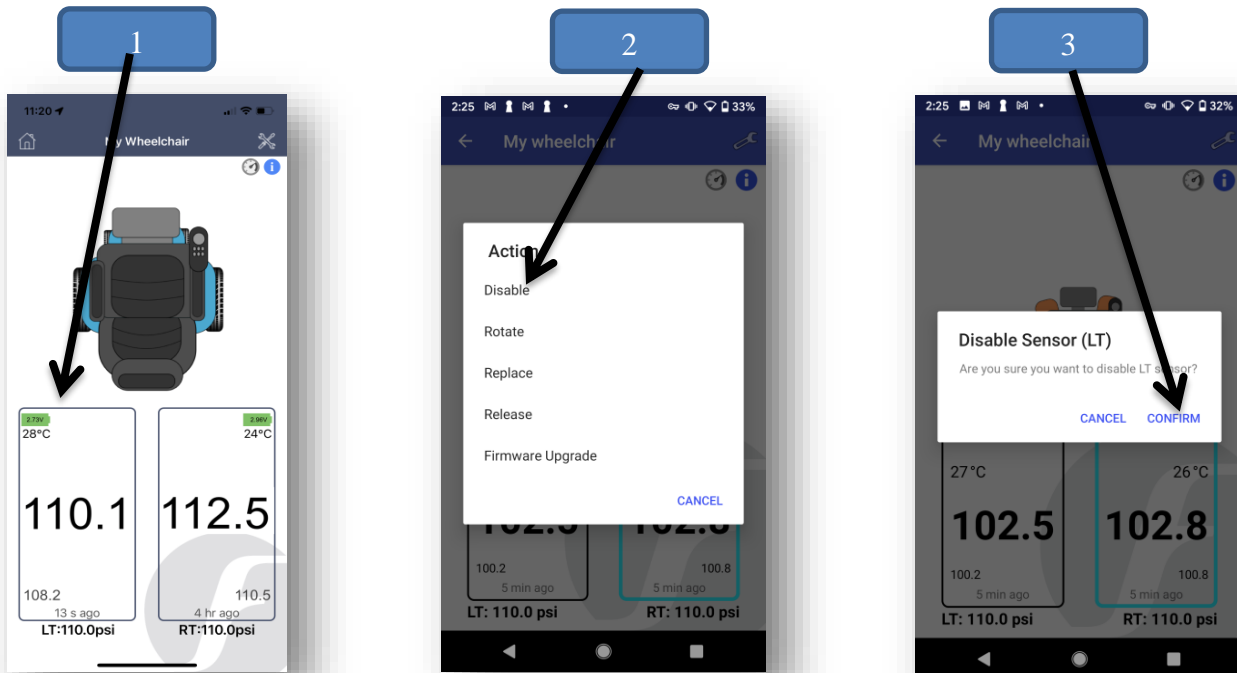 1
11:20
My Wheelchair
2.73V
28°C
2.96V
24°C
110.1
112.5
108.2
13 s ago
110.5
4 hr ago
LT:110.0psi
RT:110.0psi
2
2:25
33%
My wheelchair
Action
Disable
Rotate
Replace
Release
Firmware Upgrade
CANCEL
102.5
102.8
100.2
5 min ago
100.8
5 min ago
LT: 110.0 psi
RT: 110.0 psi
3
2:25
32%
My wheelchair
Disable Sensor (LT)
Are you sure you want to disable LT sensor?
CANCEL
CONFIRM
27°C
26°C
102.5
102.8
100.2
5 min ago
100.8
5 min ago
LT: 110.0 psi
RT: 110.0 psi